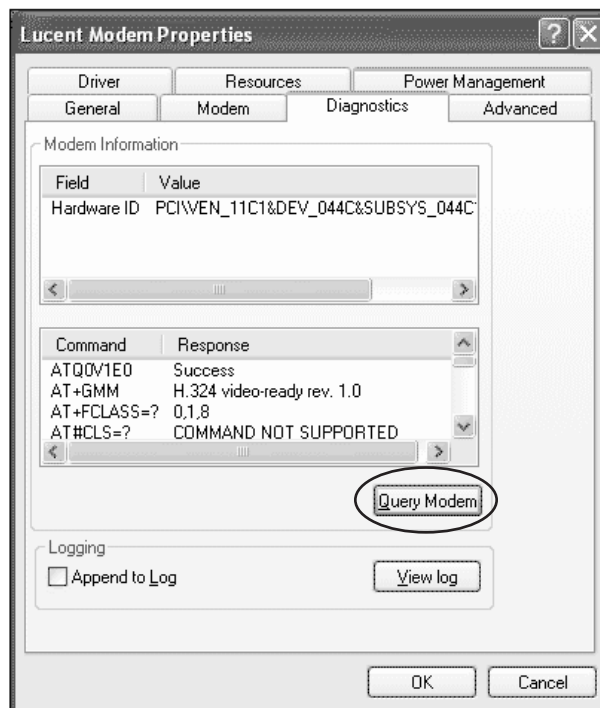 Lucent Modem Properties
Driver Resources Power Management
General Modem Diagnostics Advanced
Modem Information
Field Value
Hardware ID PCI\VEN_11C1&DEV_044C&SUBSYS_044C
Command Response
ATQ0V1E0 Success
AT+GMM H.324 video-ready rev. 1.0
AT+FCLASS=? 0,1,8
AT#CLS=? COMMAND NOT SUPPORTED
Query Modem
Logging
Append to Log View log
OK Cancel